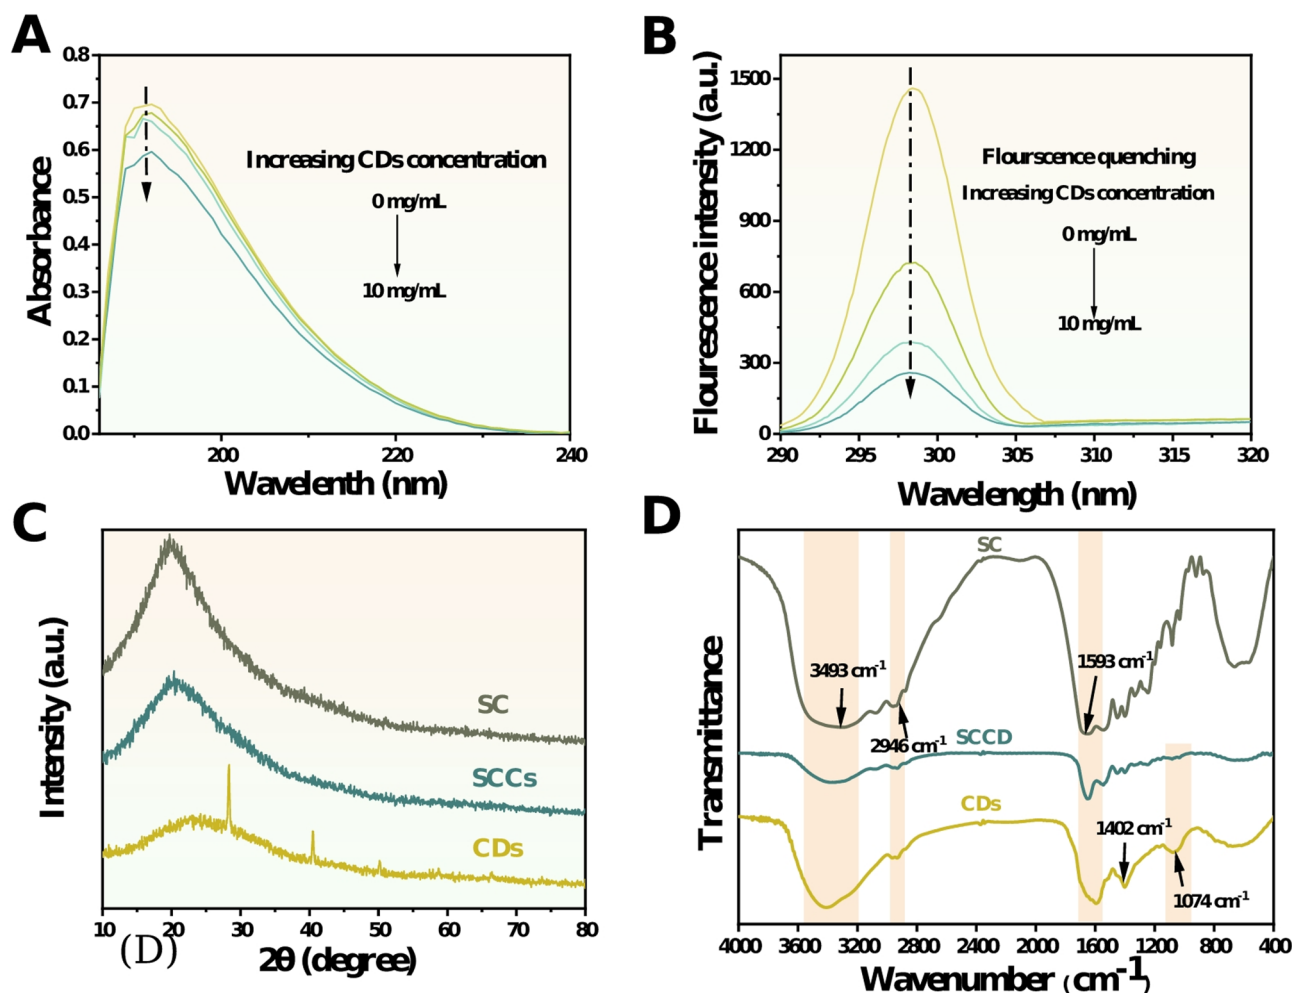 A
0.8
0.7
0.6
0.5
0.4
0.3
0.2
0.1
0.0
Absorbance
Increasing CDs concentration
0 mg/mL
10 mg/mL
200
220
240
Wavelenth (nm)
B
1500
1200
900
600
300
0
Flourescence intensity (a.u.)
Flourscence quenching
Increasing CDs concentration
0 mg/mL
10 mg/mL
290
295
300
305
310
315
320
Wavelength (nm)
C
Intensity (a.u.)
SC
SCCs
CDs
10
20
30
40
50
60
70
80
(D)
2θ (degree)
D
Transmittance
SC
3493 cm⁻¹
2946 cm⁻¹
1593 cm⁻¹
SCCD
CDs
1402 cm⁻¹
1074 cm⁻¹
4000
3600
3200
2800
2400
2000
1600
1200
800
400
Wavenumber (cm⁻¹)